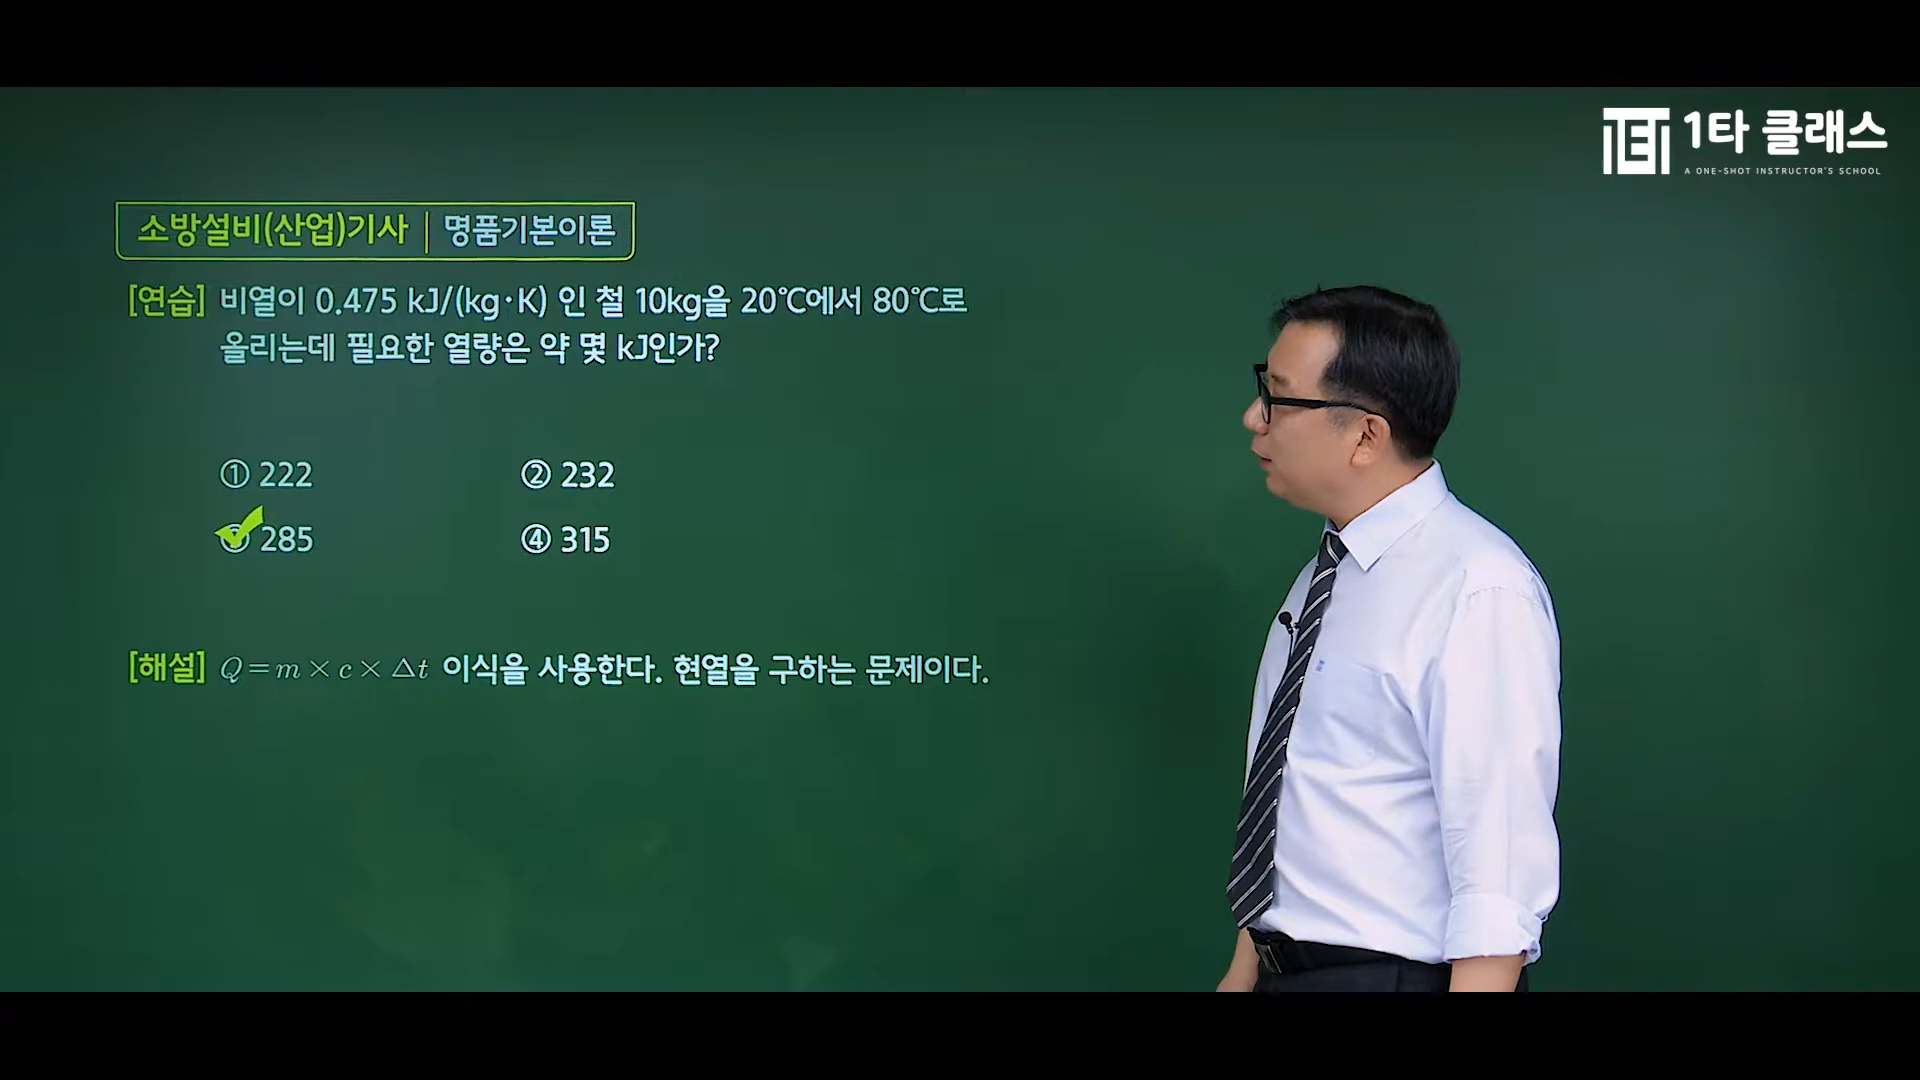 1타 클래스
A ONE-SHOT INSTRUCTOR'S SCHOOL
소방설비(산업)기사 | 명품기본이론
[연습] 비열이 0.475 kJ/(kg·K) 인 철 10kg을 20℃에서 80℃로
올리는데 필요한 열량은 약 몇 kJ인가?
① 222 ② 232
③ 285 ④ 315
[해설] Q = m × c × △t 이식을 사용한다. 현열을 구하는 문제이다.